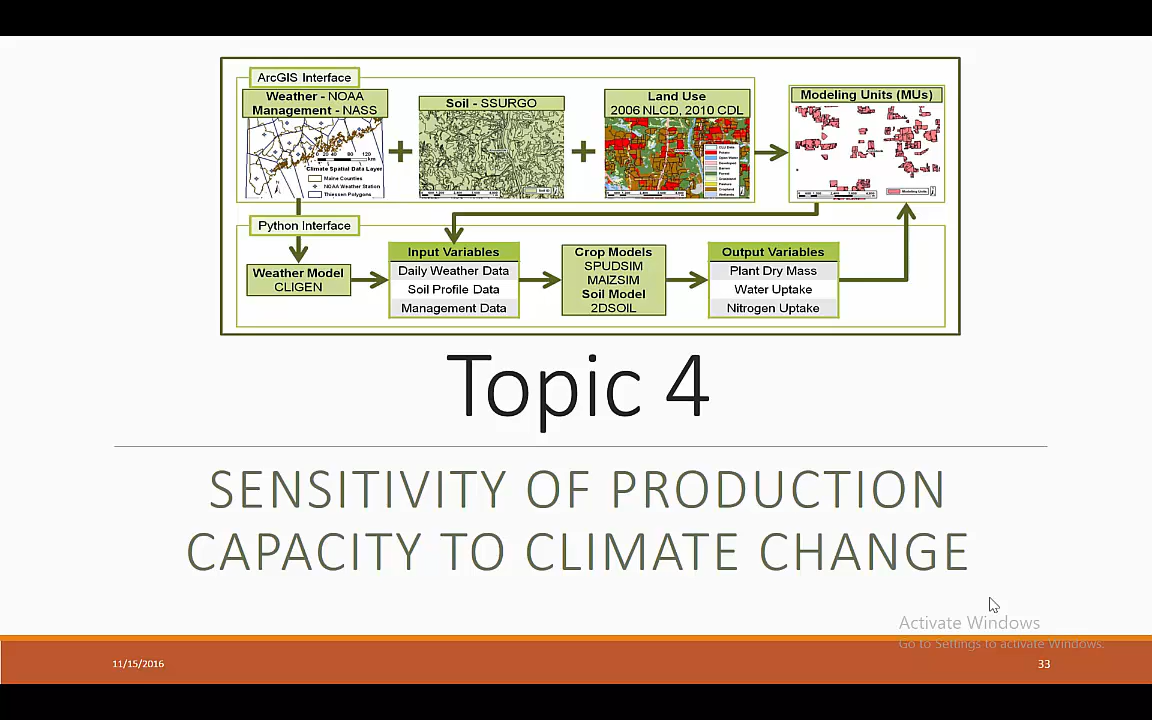 ArcGIS Interface
Weather - NOAA
Management - NASS
Soil - SSURGO
Land Use
2006 NLCD, 2010 CDL
Modeling Units (MUs)
Climate Spatial Data Layer
Maine Counties
NOAA Weather Station
Thiessen Polygons
Python Interface
Weather Model
CLIGEN
Input Variables
Daily Weather Data
Soil Profile Data
Management Data
Crop Models
SPUDSIM
MAIZSIM
Soil Model
2DSOIL
Output Variables
Plant Dry Mass
Water Uptake
Nitrogen Uptake
Topic 4
SENSITIVITY OF PRODUCTION
CAPACITY TO CLIMATE CHANGE
Activate Windows
Go to Settings to activate Windows.
11/15/2016
33